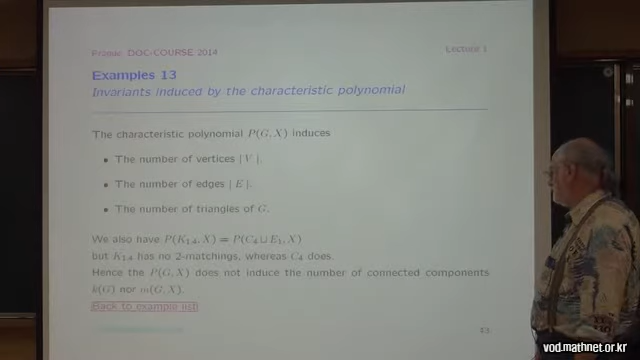 Prague: DOC-COURSE 2014
Lecture 1
Examples 13
Invariants induced by the characteristic polynomial
The characteristic polynomial P(G, X) induces
• The number of vertices | V |.
• The number of edges | E |.
• The number of triangles of G.
We also have P(K₁,₄, X) = P(C₄ ⊔ E₁, X)
but K₁,₄ has no 2-matchings, whereas C₄ does.
Hence the P(G, X) does not induce the number of connected components
k(G) nor m(G, X).
Back to example list
vod.mathnet.or.kr